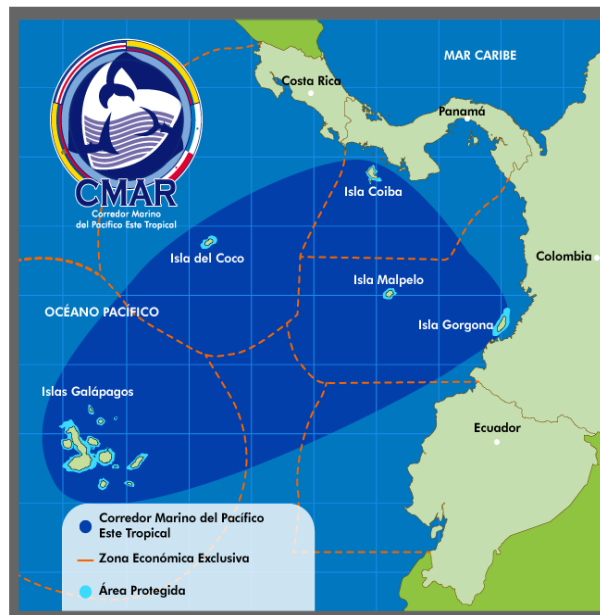 MAR CARIBE
Costa Rica
Panamá
CMAR
Corredor Marino
del Pacífico Este Tropical
Isla Coiba
Isla del Coco
Colombia
Isla Malpelo
OCÉANO PACÍFICO
Isla Gorgona
Islas Galápagos
Ecuador
Corredor Marino del Pacífico
Este Tropical
Zona Económica Exclusiva
Área Protegida